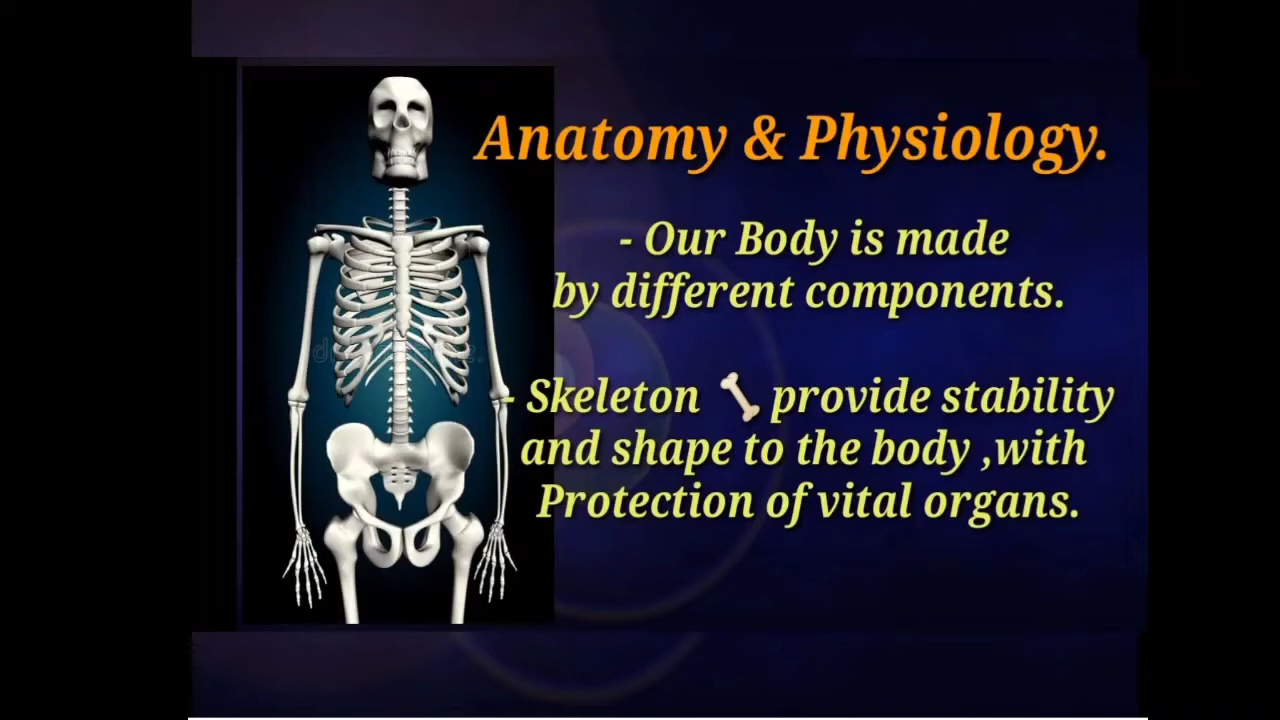 Anatomy & Physiology.
- Our Body is made
by different components.
- Skeleton 🦴 provide stability
and shape to the body ,with
Protection of vital organs.